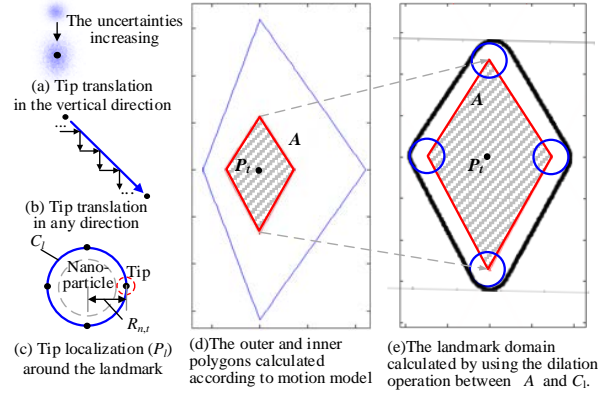 The uncertainties
increasing
(a) Tip translation
in the vertical direction
...
...
(b) Tip translation
in any direction
C_l
Nano-
particle
Tip
R_{n,t}
(c) Tip localization (P_l)
around the landmark
A
P_t
(d)The outer and inner
polygons calculated
according to motion model
A
P_t
(e)The landmark domain
calculated by using the dilation
operation between A and C_l.